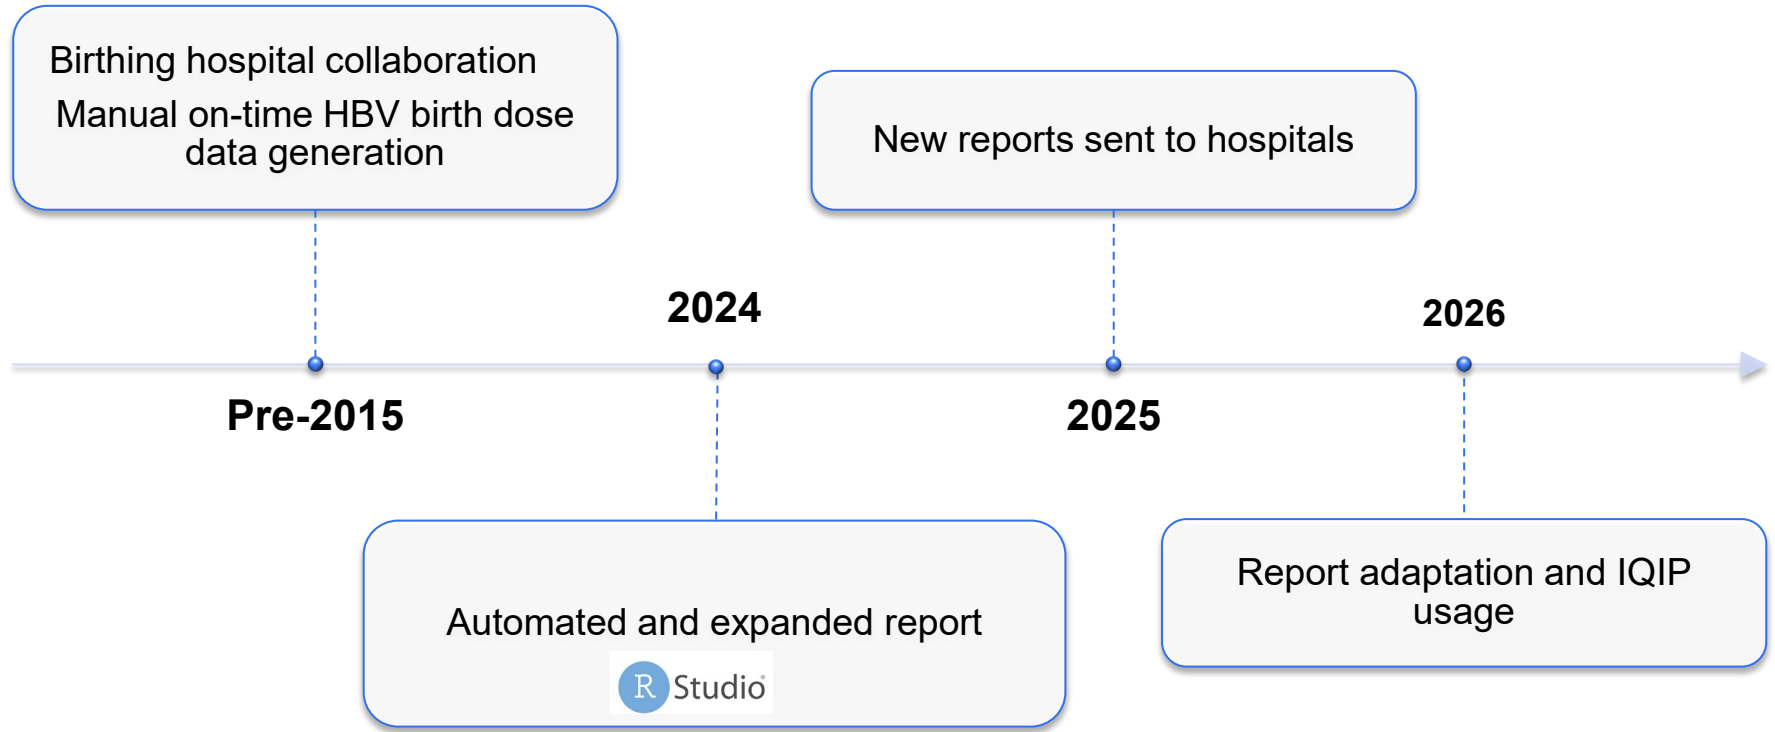 Birthing hospital collaboration
Manual on-time HBV birth dose
data generation
New reports sent to hospitals
2024
2026
Pre-2015
2025
Automated and expanded report
R Studio
Report adaptation and IQIP
usage